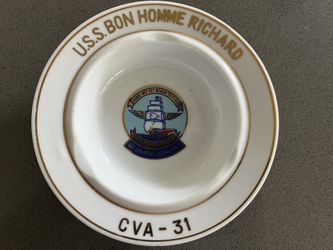 U.S.S. BON HOMME RICHARD
CVA-31